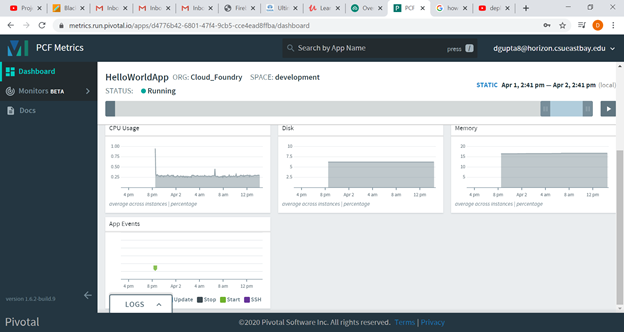 Proj
Blac
Inbo
M Inbo
M Inbo
Firel
Ultin
Lear
Ove
P PCF
G how
dep
metrics.run.pivotal.io/apps/d4776b42-6801-47f4-9cb5-cce4ead8ffba/dashboard
D
PCF Metrics
Search by App Name
press /
dgupta8@horizon.csueastbay.edu
Dashboard
Monitors BETA
Docs
HelloWorldApp ORG: Cloud_Foundry SPACE: development
STATUS: Running
STATIC Apr 1, 2:41 pm — Apr 2, 2:41 pm (local)
CPU Usage
1.00
0.75
0.50
0.25
4 pm 8 pm Apr 2 4 am 8 am 12 pm
average across instances | percentage
Disk
10
7.5
5
2.5
4 pm 8 pm Apr 2 4 am 8 am 12 pm
average across instances | percentage
Memory
20
15
10
5
4 pm 8 pm Apr 2 4 am 8 am 12 pm
average across instances | percentage
App Events
4 pm 8 pm Apr 2 4 am 8 am 12 pm
Update Stop Start SSH
LOGS
version 1.6.2-build.9
Pivotal
©2020 Pivotal Software Inc. All rights reserved. Terms | Privacy